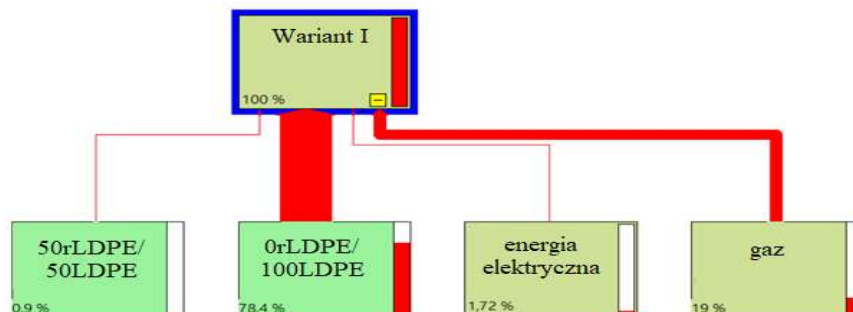 Wariant I
100 %
50rLDPE/
50LDPE
0,9 %
0rLDPE/
100LDPE
78,4 %
energia
elektryczna
1,72 %
gaz
19 %